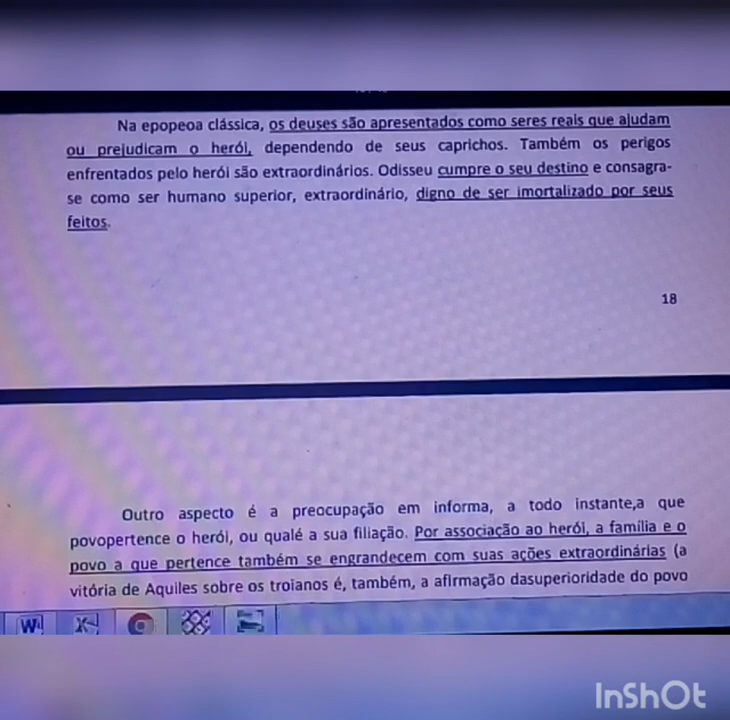 Na epopeoa clássica, os deuses são apresentados como seres reais que ajudam
ou prejudicam o herói, dependendo de seus caprichos. Também os perigos
enfrentados pelo herói são extraordinários. Odisseu cumpre o seu destino e consagra-
se como ser humano superior, extraordinário, digno de ser imortalizado por seus
feitos.
18
Outro aspecto é a preocupação em informa, a todo instante,a que
povopertence o herói, ou qualé a sua filiação. Por associação ao herói, a família e o
povo a que pertence também se engrandecem com suas ações extraordinárias (a
vitória de Aquiles sobre os troianos é, também, a afirmação dasuperioridade do povo
InShOt